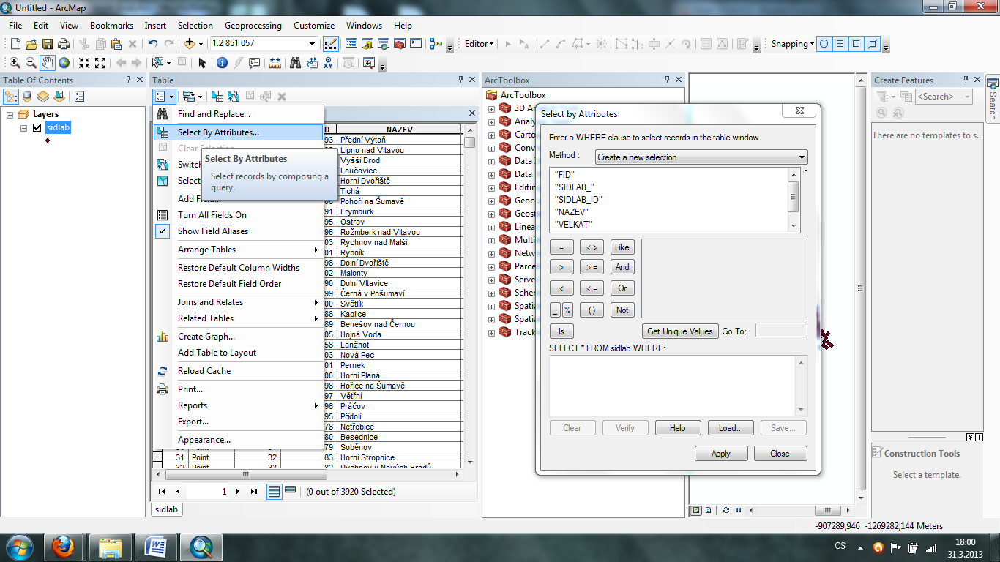 Untitled - ArcMap
File Edit View Bookmarks Insert Selection Geoprocessing Customize Windows Help
1:2 851 057
Editor
Snapping
Table Of Contents
Layers
sidlab
Table
Find and Replace...
Select By Attributes...
Clear Selection
Switch
Select
Add Field...
Turn All Fields On
Show Field Aliases
Arrange Tables
Restore Default Column Widths
Restore Default Field Order
Joins and Relates
Related Tables
Create Graph...
Add Table to Layout
Reload Cache
Print...
Reports
Export...
Appearance...
Select By Attributes
Select records by composing a
query.
D NAZEV
93 Přední Výtoň
Lipno nad Vltavou
Vyšší Brod
Loučovice
Horní Dvořiště
Tichá
Pohoří na Šumavě
91 Frymburk
95 Ostrov
96 Rožmberk nad Vltavou
03 Rychnov nad Malší
01 Rybník
98 Dolní Dvořiště
02 Malonty
90 Dolní Vltavice
99 Černá v Pošumaví
00 Světlík
88 Kaplice
89 Benešov nad Černou
05 Hojná Voda
58 Lanžhot
03 Nová Pec
01 Pernek
00 Horní Planá
98 Hořice na Šumavě
97 Větřní
96 Práčov
95 Přídolí
78 Netřebice
80 Besednice
79 Soběnov
31 Point 32 83 Horní Stropnice
32 Point 33 82 Rychnov u Nových Hradů
1
(0 out of 3920 Selected)
sidlab
ArcToolbox
ArcToolbox
3D An
Analy
Carto
Conv
Data I
Data
Editin
Geoc
Geost
Linea
Multi
Netw
Parce
Serve
Schem
Spatia
Spatia
Track
Select by Attributes
Enter a WHERE clause to select records in the table window.
Method : Create a new selection
"FID"
"SIDLAB_"
"SIDLAB_ID"
"NAZEV"
"VELKAT"
= < > Like
> > = And
< < = Or
_ % ( ) Not
Is
Get Unique Values Go To:
SELECT * FROM sidlab WHERE:
Clear Verify Help Load... Save...
Apply Close
Create Features
<Search>
There are no templates to s...
Construction Tools
Select a template.
Search
-907289,946 -1269282,144 Meters
CS
18:00
31.3.2013